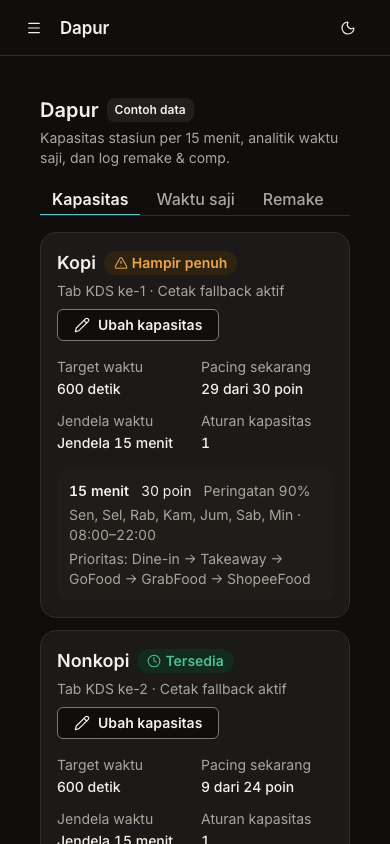 Dapur
Dapur
Contoh data
Kapasitas stasiun per 15 menit, analitik waktu
saji, dan log remake & comp.
Kapasitas
Waktu saji
Remake
Kopi
Hampir penuh
Tab KDS ke-1 · Cetak fallback aktif
Ubah kapasitas
Target waktu
Pacing sekarang
600 detik
29 dari 30 poin
Jendela waktu
Aturan kapasitas
Jendela 15 menit
1
15 menit 30 poin Peringatan 90%
Sen, Sel, Rab, Kam, Jum, Sab, Min ·
08:00–22:00
Prioritas: Dine-in → Takeaway →
GoFood → GrabFood → ShopeeFood
Nonkopi
Tersedia
Tab KDS ke-2 · Cetak fallback aktif
Ubah kapasitas
Target waktu
Pacing sekarang
600 detik
9 dari 24 poin
Jendela waktu
Aturan kapasitas
Jendela 15 menit
1